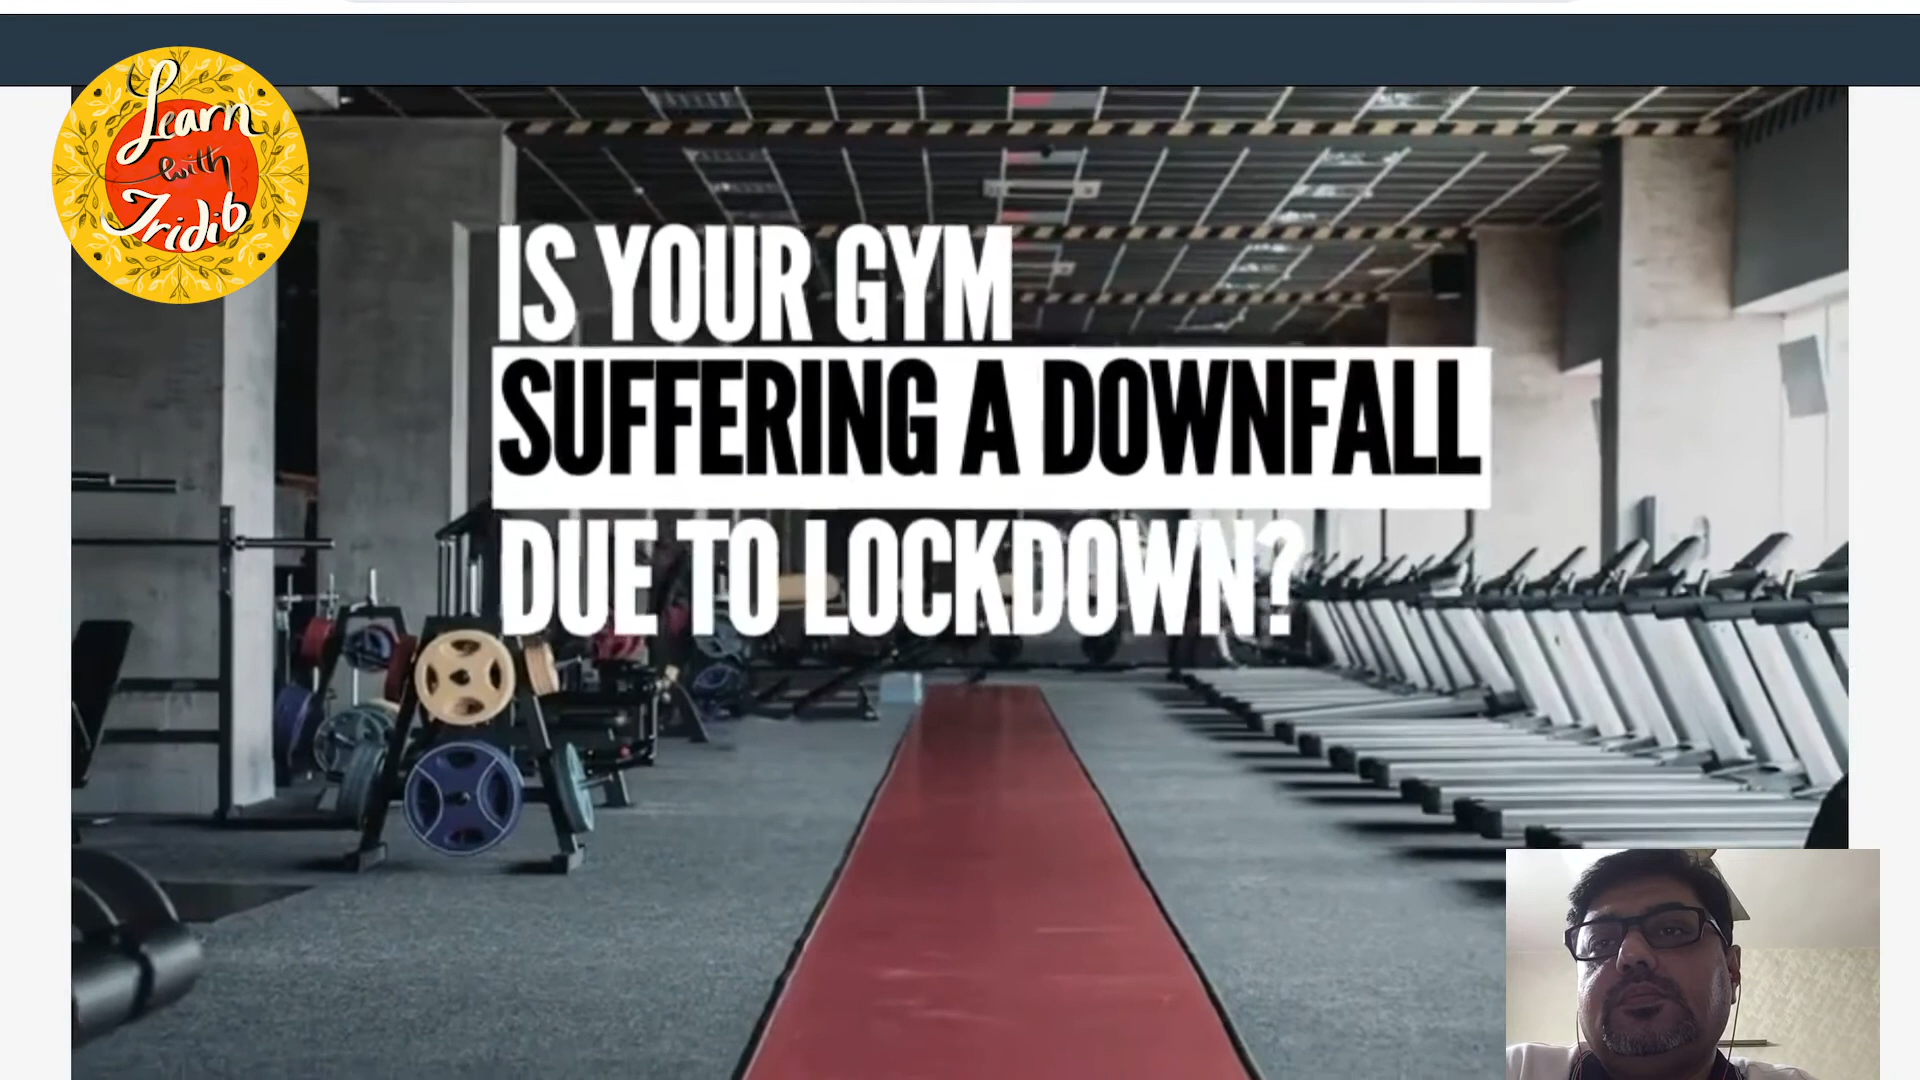 Learn
with
Tridib
IS YOUR GYM
SUFFERING A DOWNFALL
DUE TO LOCKDOWN?